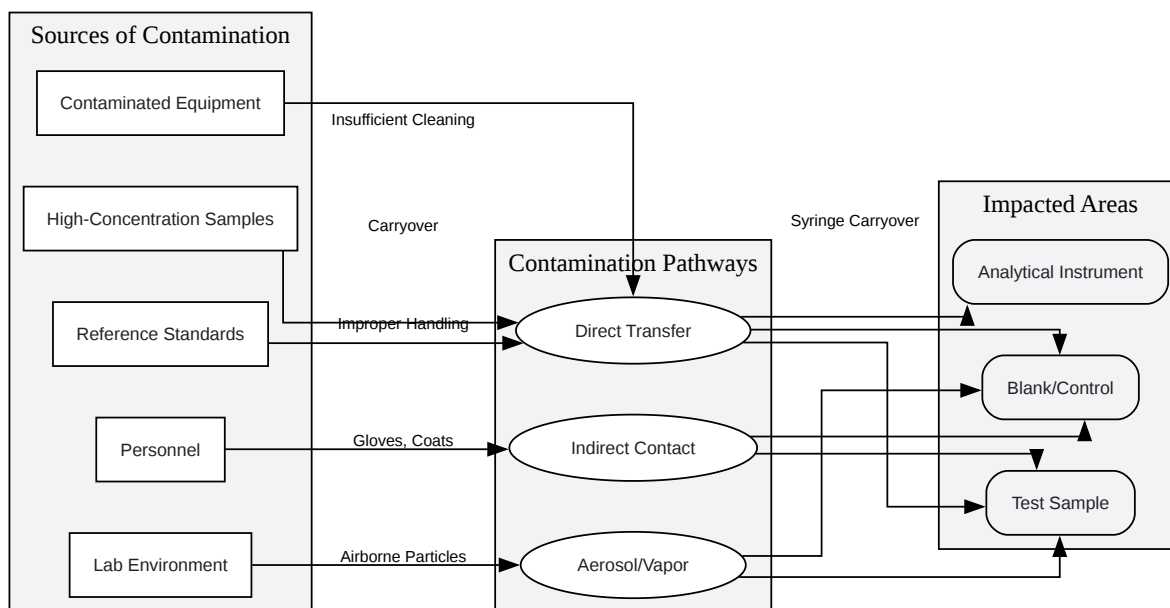 Sources of Contamination
Contaminated Equipment
Insufficient Cleaning
High-Concentration Samples
Carryover
Syringe Carryover
Impacted Areas
Contamination Pathways
Analytical Instrument
Reference Standards
Improper Handling
Direct Transfer
Blank/Control
Personnel
Gloves, Coats
Indirect Contact
Test Sample
Lab Environment
Airborne Particles
Aerosol/Vapor